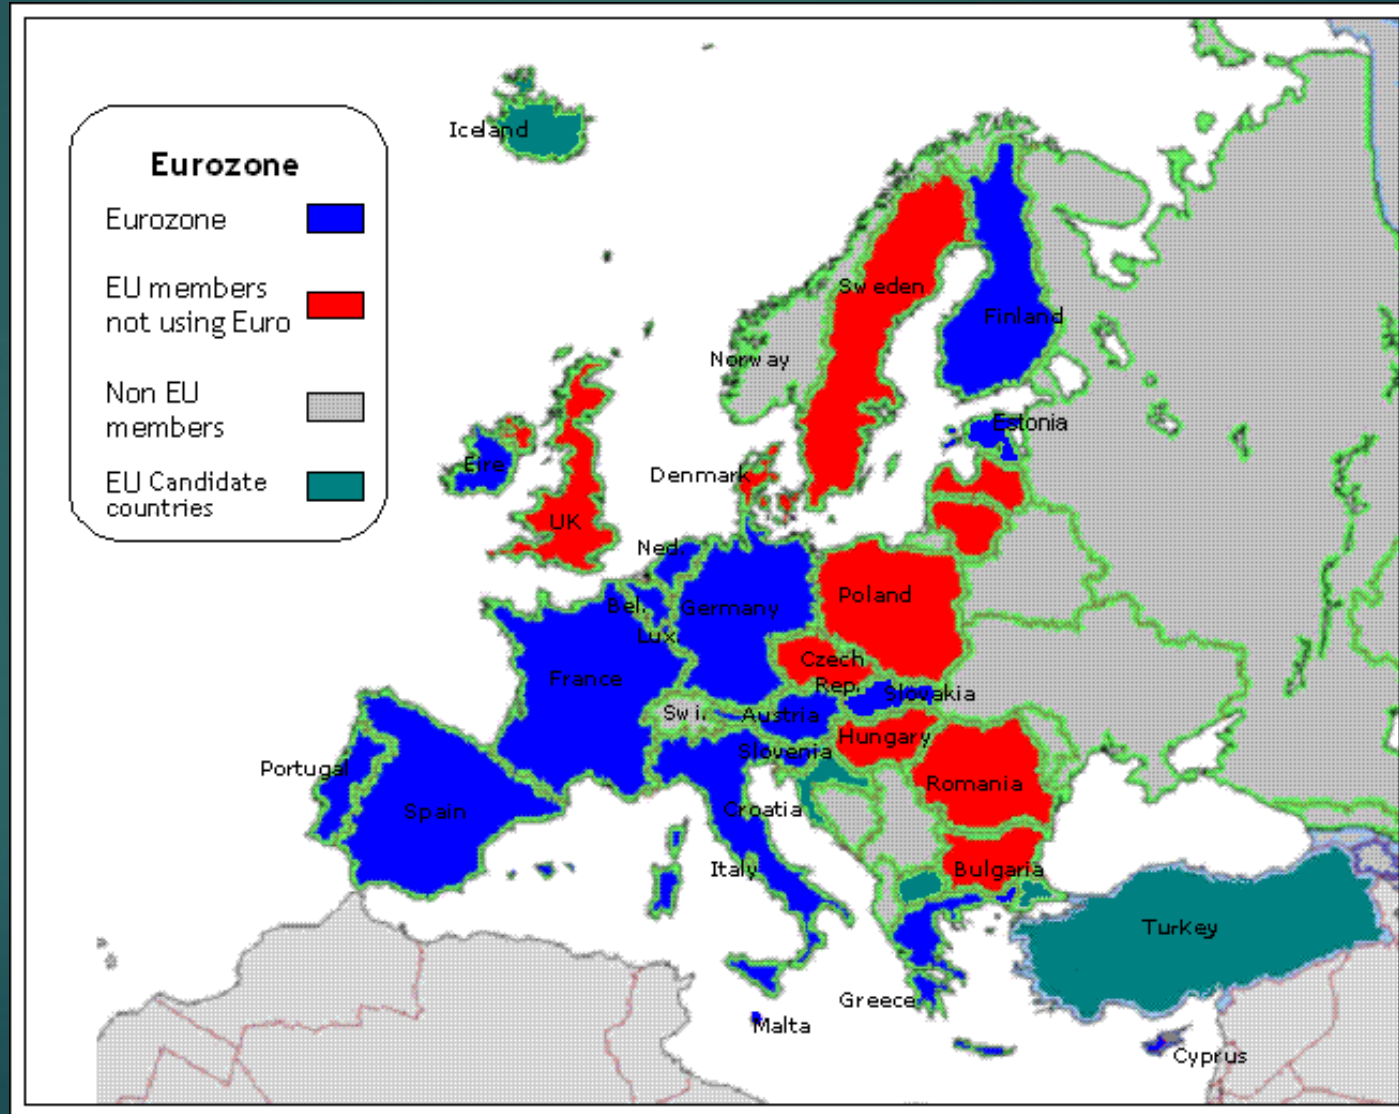 Eurozone
Eurozone
EU members
not using Euro
Non EU
members
EU Candidate
countries
Iceland
Sweden
Finland
Norway
Estonia
Eire
Denmark
UK
Ned.
Bel.
Germany
Poland
Lux.
Czech
Rep.
France
Slovakia
Swi.
Austria
Hungary
Slovenia
Portugal
Romania
Spain
Croatia
Italy
Bulgaria
Turkey
Greece
Malta
Cyprus